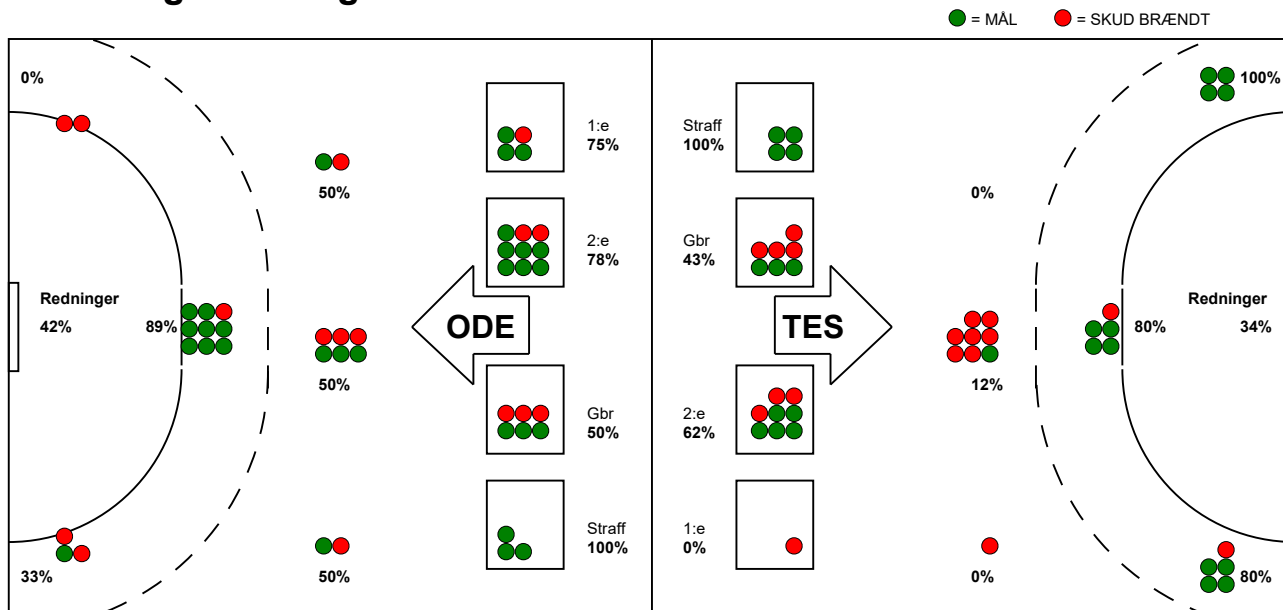 = MÅL
= SKUD BRÆNDT
0%
50%
1:e
75%
2:e
78%
Redninger
42%
89%
50%
ODE
Gbr
50%
Straff
100%
33%
50%
Straff
100%
Gbr
43%
TES
2:e
62%
1:e
0%
100%
0%
12%
80%
Redninger
34%
0%
80%